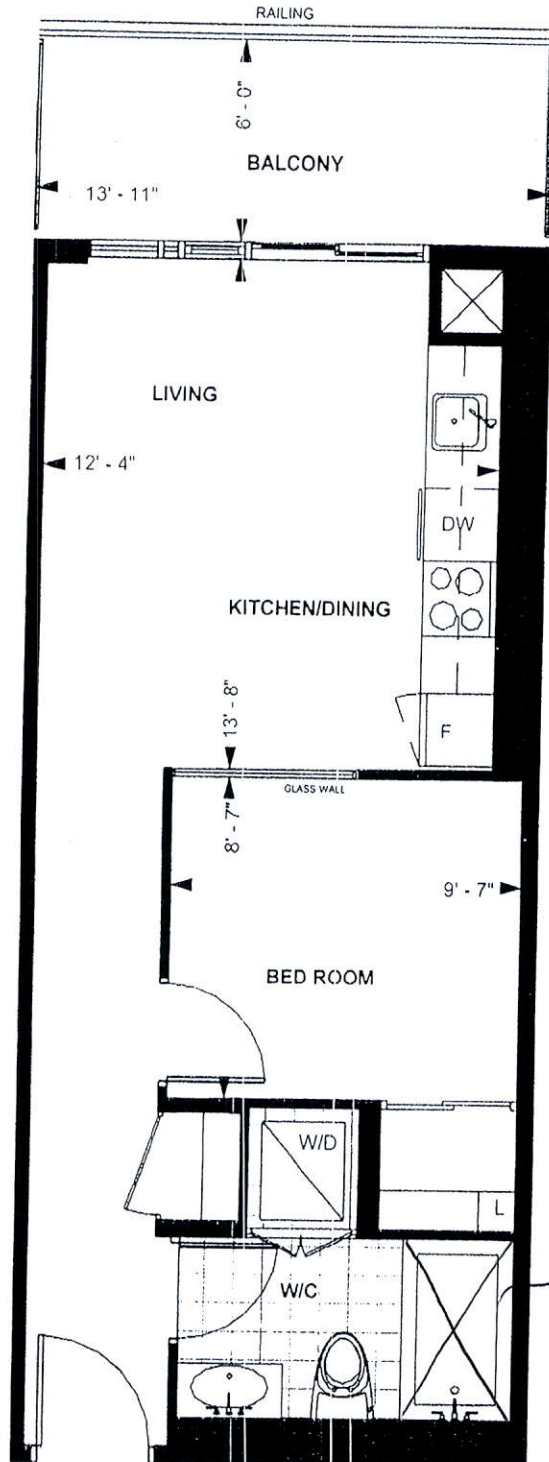 RAILING
6' - 0"
BALCONY
13' - 11"
LIVING
12' - 4"
DW
KITCHEN/DINING
13' - 8"
F
GLASS WALL
8' - 7"
9' - 7"
BED ROOM
W/D
L
W/C